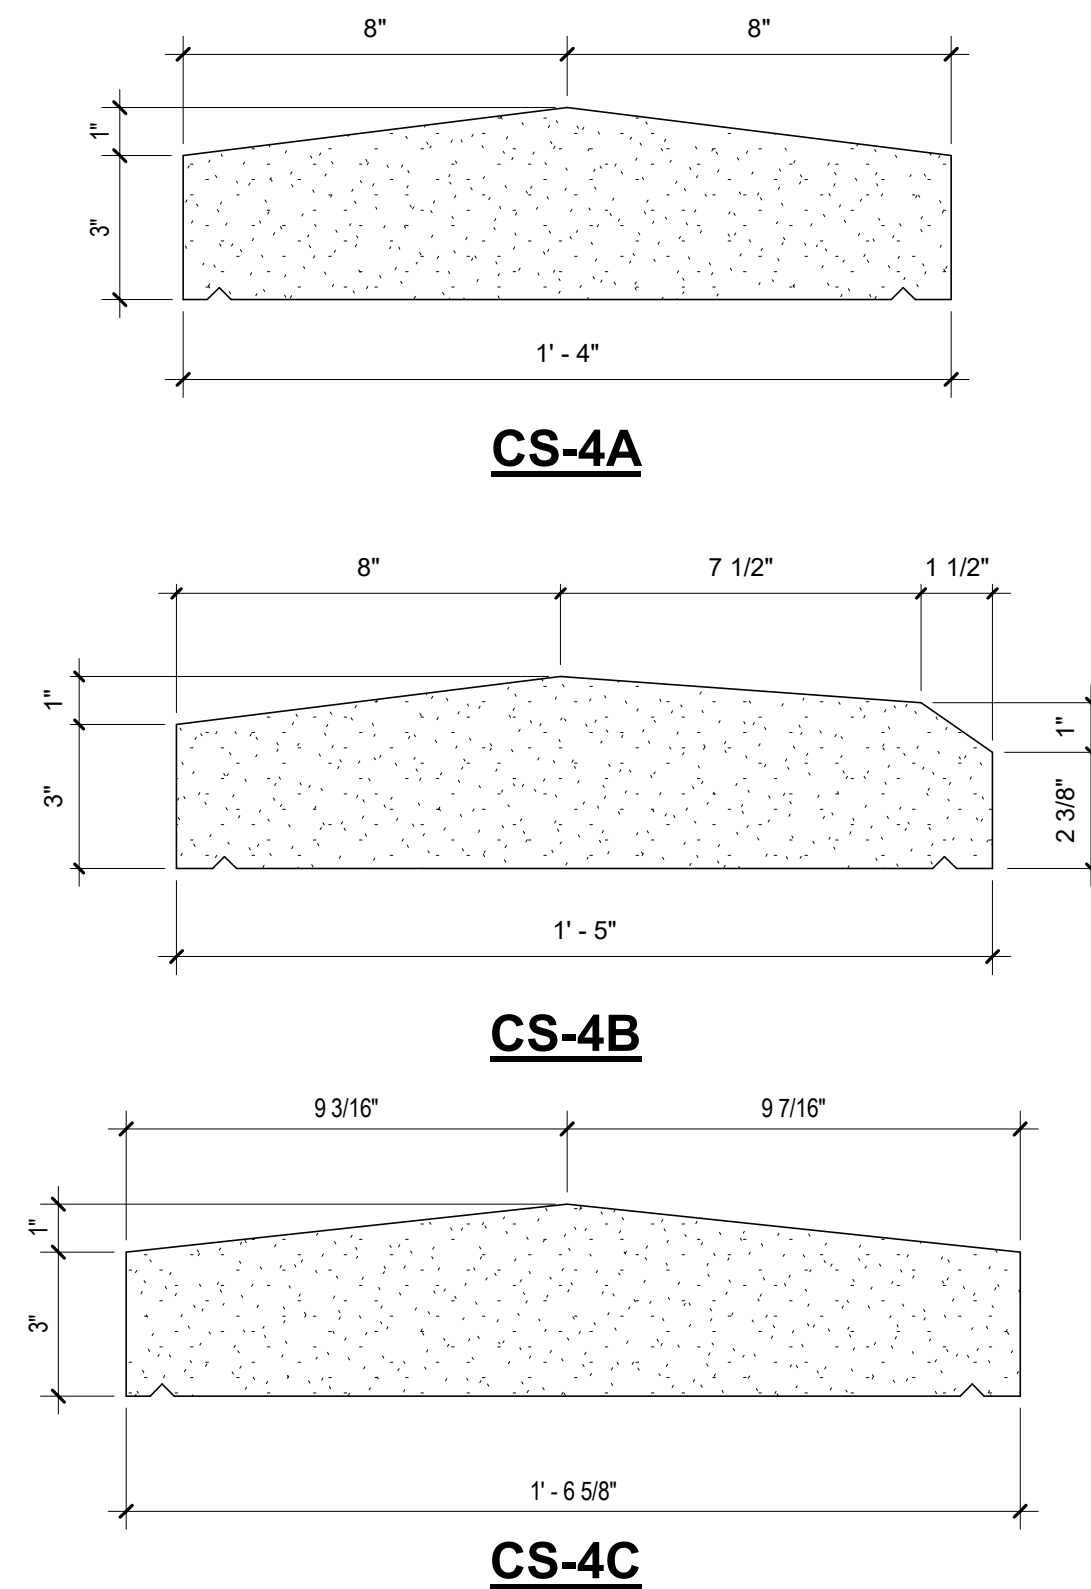 8" 8"
1"
3"
1' - 4"
CS-4A
8" 7 1/2" 1 1/2"
1"
1"
3"
2 3/8"
1' - 5"
CS-4B
9 3/16" 9 7/16"
1"
3"
1' - 6 5/8"
CS-4C